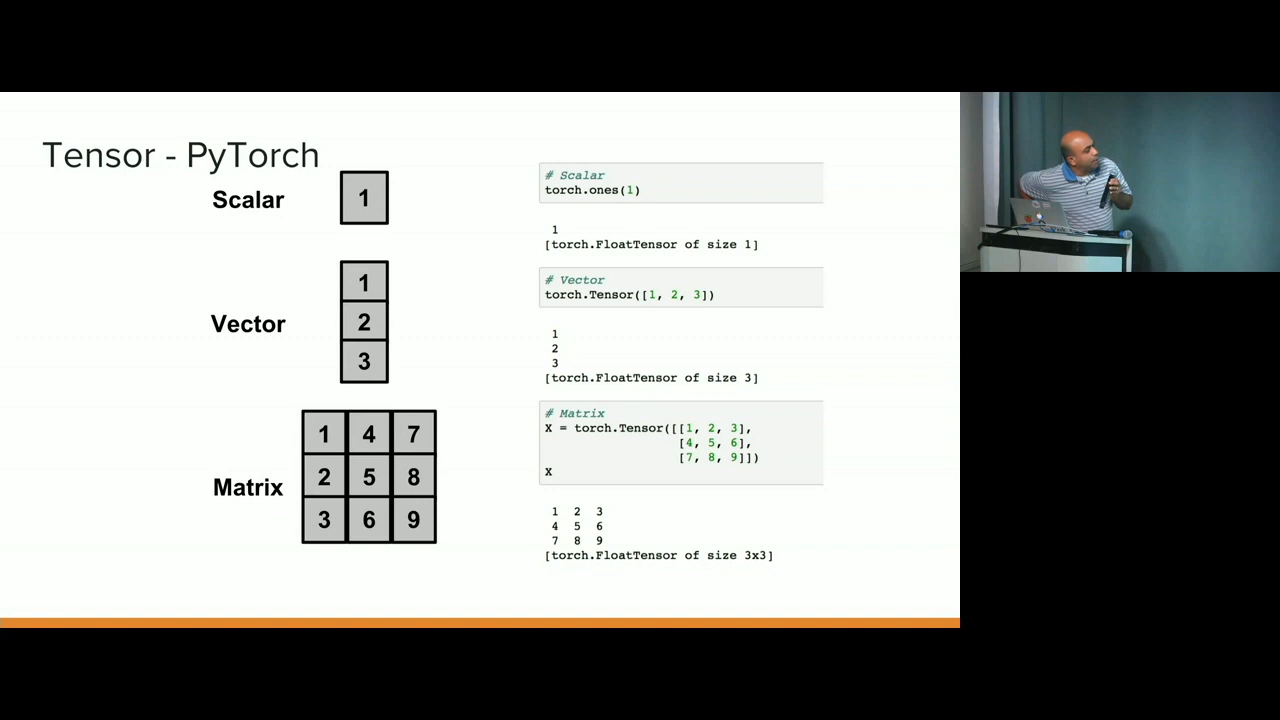 Tensor - PyTorch
Scalar
1
Vector
1
2
3
Matrix
1 4 7
2 5 8
3 6 9
# Scalar
torch.ones(1)
1
[torch.FloatTensor of size 1]
# Vector
torch.Tensor([1, 2, 3])
1
2
3
[torch.FloatTensor of size 3]
# Matrix
X = torch.Tensor([[1, 2, 3],
[4, 5, 6],
[7, 8, 9]])
X
1 2 3
4 5 6
7 8 9
[torch.FloatTensor of size 3x3]